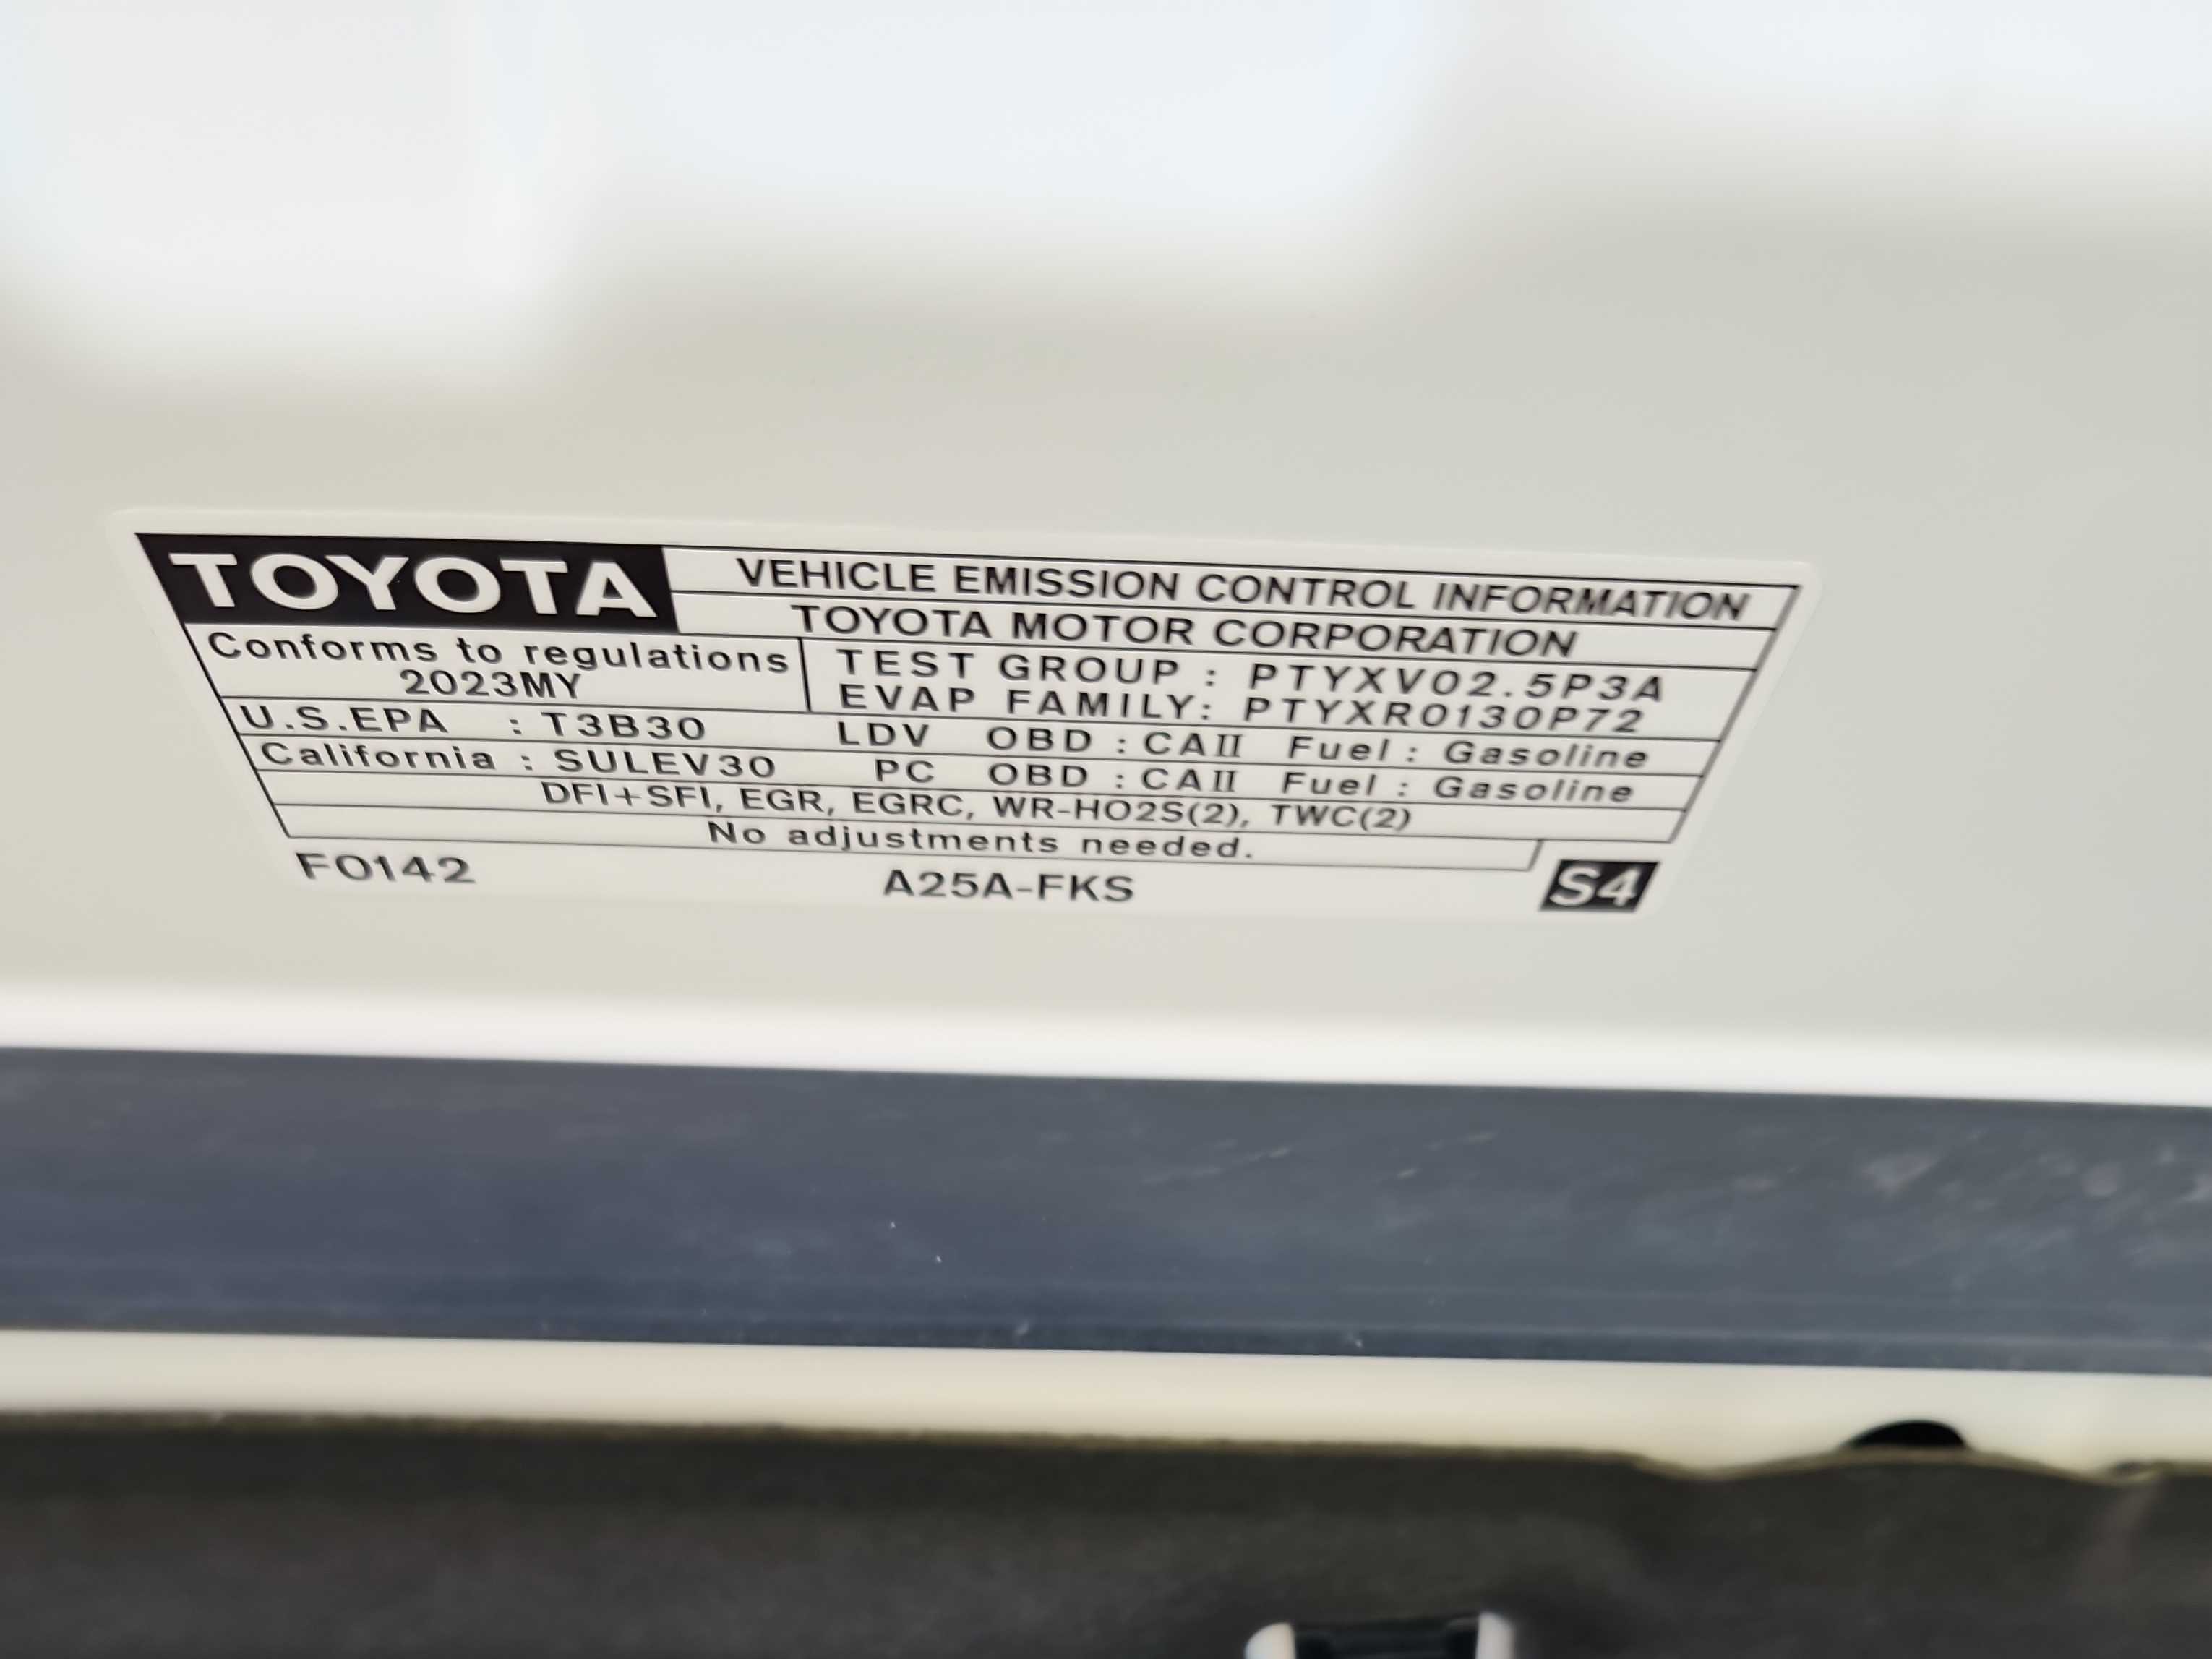 TOYOTA
VEHICLE EMISSION CONTROL INFORMATION
TOYOTA MOTOR CORPORATION
Conforms to regulations
2023MY
TEST GROUP : PTYXV02.5P3A
EVAP FAMILY: PTYXR0130P72
U.S.EPA : T3B30 LDV OBD : CAII Fuel : Gasoline
California : SULEV30 PC OBD : CAII Fuel : Gasoline
DFI+SFI, EGR, EGRC, WR-HO2S(2), TWC(2)
No adjustments needed.
F0142 A25A-FKS S4